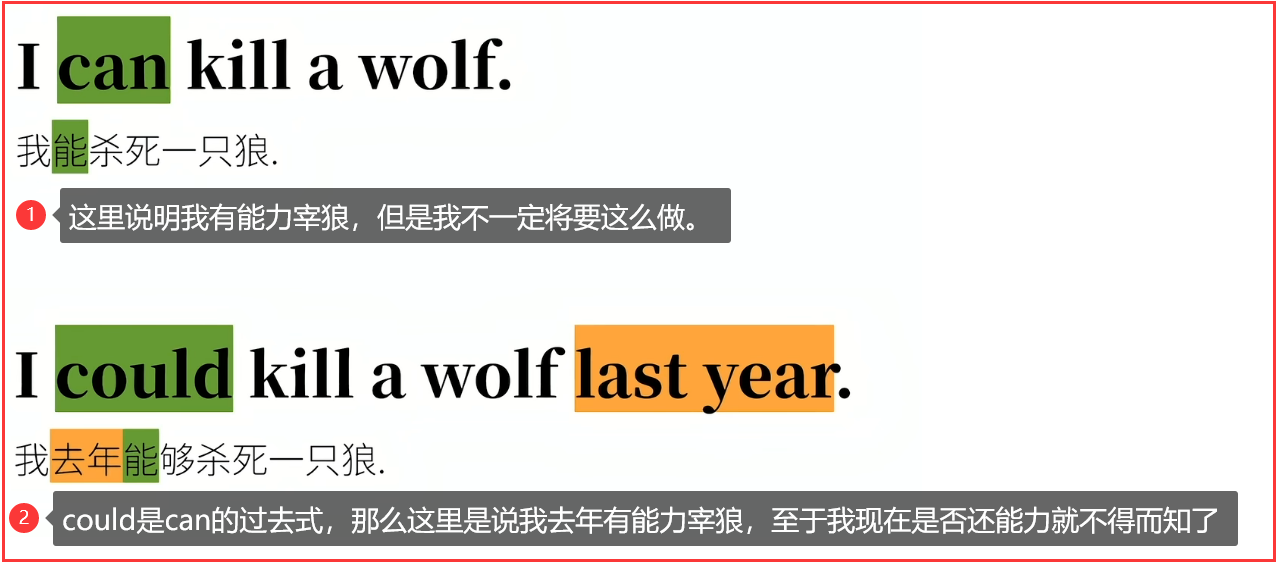 I can kill a wolf.
我能杀死一只狼.
1 这里说明我有能力宰狼，但是我不一定将要这么做。
I could kill a wolf last year.
我去年能够杀死一只狼.
2 could是can的过去式，那么这里是说我去年有能力宰狼，至于我现在是否还能力就不得而知了